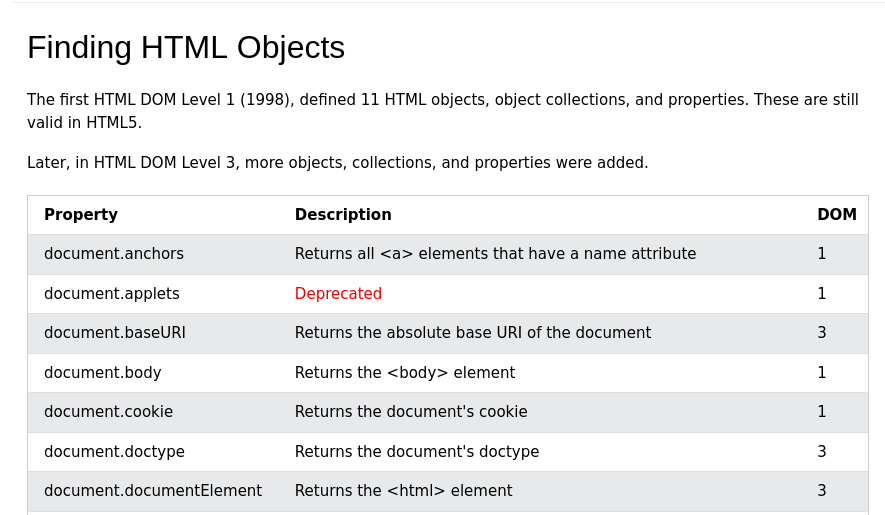 Finding HTML Objects
The first HTML DOM Level 1 (1998), defined 11 HTML objects, object collections, and properties. These are still
valid in HTML5.
Later, in HTML DOM Level 3, more objects, collections, and properties were added.
Property Description DOM
document.anchors Returns all <a> elements that have a name attribute 1
document.applets Deprecated 1
document.baseURI Returns the absolute base URI of the document 3
document.body Returns the <body> element 1
document.cookie Returns the document's cookie 1
document.doctype Returns the document's doctype 3
document.documentElement Returns the <html> element 3